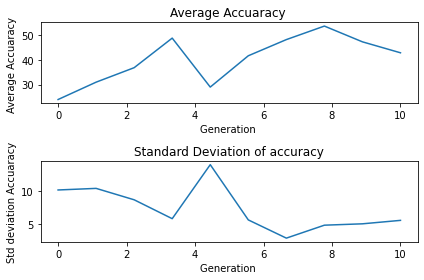 Average Accuaracy
Average Accuaracy
50
40
30
0 2 4 6 8 10
Generation
Standard Deviation of accuracy
Std deviation Accuaracy
10
5
0 2 4 6 8 10
Generation